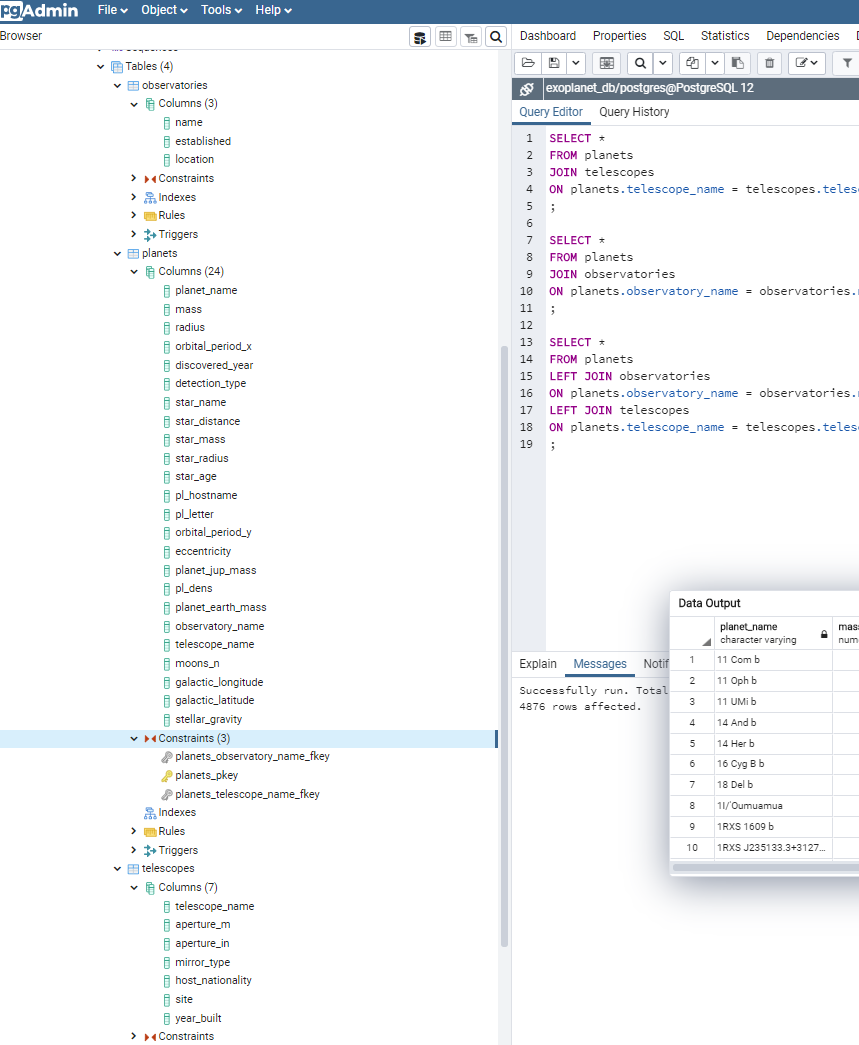 pgAdmin File Object Tools Help
Browser
Tables (4)
observatories
Columns (3)
name
established
location
Constraints
Indexes
Rules
Triggers
planets
Columns (24)
planet_name
mass
radius
orbital_period_x
discovered_year
detection_type
star_name
star_distance
star_mass
star_radius
star_age
pl_hostname
pl_letter
orbital_period_y
eccentricity
planet_jup_mass
pl_dens
planet_earth_mass
observatory_name
telescope_name
moons_n
galactic_longitude
galactic_latitude
stellar_gravity
Constraints (3)
planets_observatory_name_fkey
planets_pkey
planets_telescope_name_fkey
Indexes
Rules
Triggers
telescopes
Columns (7)
telescope_name
aperture_m
aperture_in
mirror_type
host_nationality
site
year_built
Constraints
Dashboard Properties SQL Statistics Dependencies
exoplanet_db/postgres@PostgreSQL 12
Query Editor Query History
1 SELECT *
2 FROM planets
3 JOIN telescopes
4 ON planets.telescope_name = telescopes.teles
5 ;
6
7 SELECT *
8 FROM planets
9 JOIN observatories
10 ON planets.observatory_name = observatories.
11 ;
12
13 SELECT *
14 FROM planets
15 LEFT JOIN observatories
16 ON planets.observatory_name = observatories.
17 LEFT JOIN telescopes
18 ON planets.telescope_name = telescopes.teles
19 ;
Explain Messages Notif
Successfully run. Total
4876 rows affected.
Data Output
planet_name mas
character varying num
1 11 Com b
2 11 Oph b
3 11 UMi b
4 14 And b
5 14 Her b
6 16 Cyg B b
7 18 Del b
8 1I/'Oumuamua
9 1RXS 1609 b
10 1RXS J235133.3+3127...